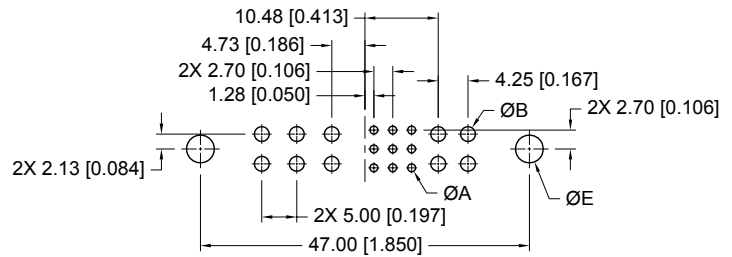 10.48 [0.413]
4.73 [0.186]
2X 2.70 [0.106]
4.25 [0.167]
1.28 [0.050]
ØB
2X 2.70 [0.106]
2X 2.13 [0.084]
ØA
ØE
2X 5.00 [0.197]
47.00 [1.850]